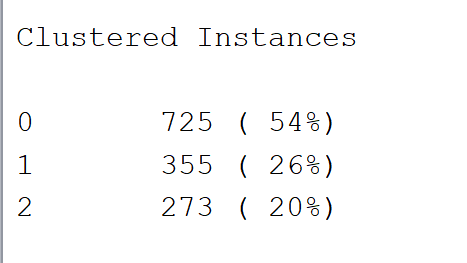 Clustered Instances
0 725 ( 54%)
1 355 ( 26%)
2 273 ( 20%)